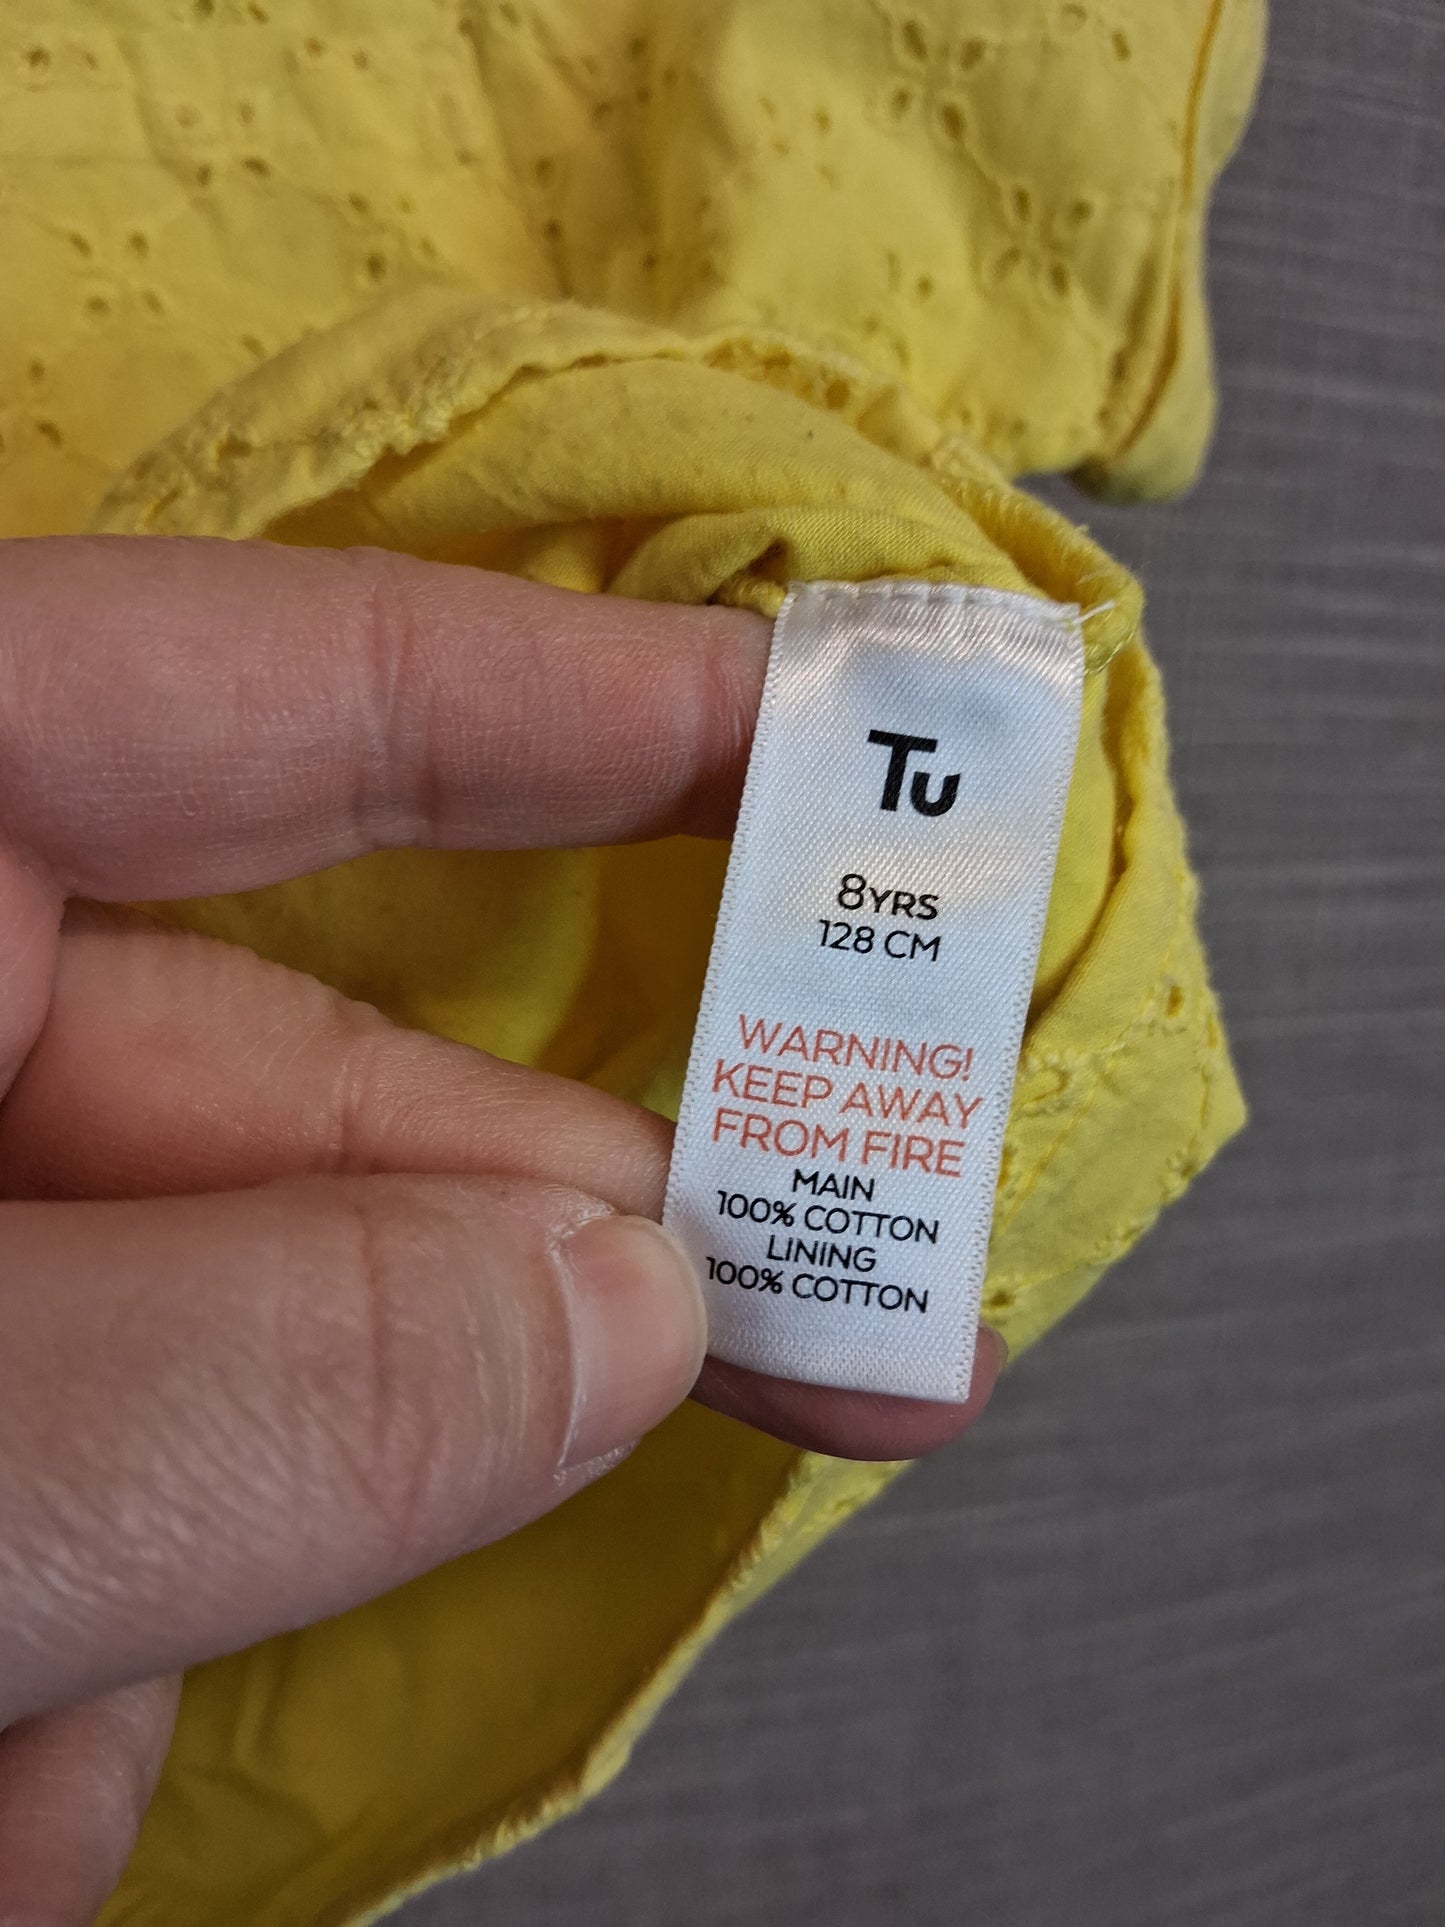 Tu
8YRS
128 CM
WARNING!
KEEP AWAY
FROM FIRE
MAIN
100% COTTON
LINING
100% COTTON